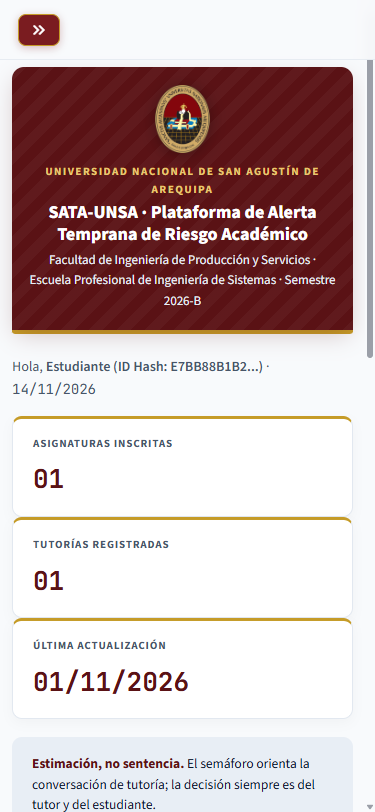 UNIVERSIDAD NACIONAL DE SAN AGUSTÍN DE
AREQUIPA
SATA-UNSA · Plataforma de Alerta
Temprana de Riesgo Académico
Facultad de Ingeniería de Producción y Servicios ·
Escuela Profesional de Ingeniería de Sistemas · Semestre
2026-B
Hola, Estudiante (ID Hash: E7BB88B1B2...) ·
14/11/2026
ASIGNATURAS INSCRITAS
01
TUTORÍAS REGISTRADAS
01
ÚLTIMA ACTUALIZACIÓN
01/11/2026
Estimación, no sentencia. El semáforo orienta la
conversación de tutoría; la decisión siempre es del
tutor y del estudiante.